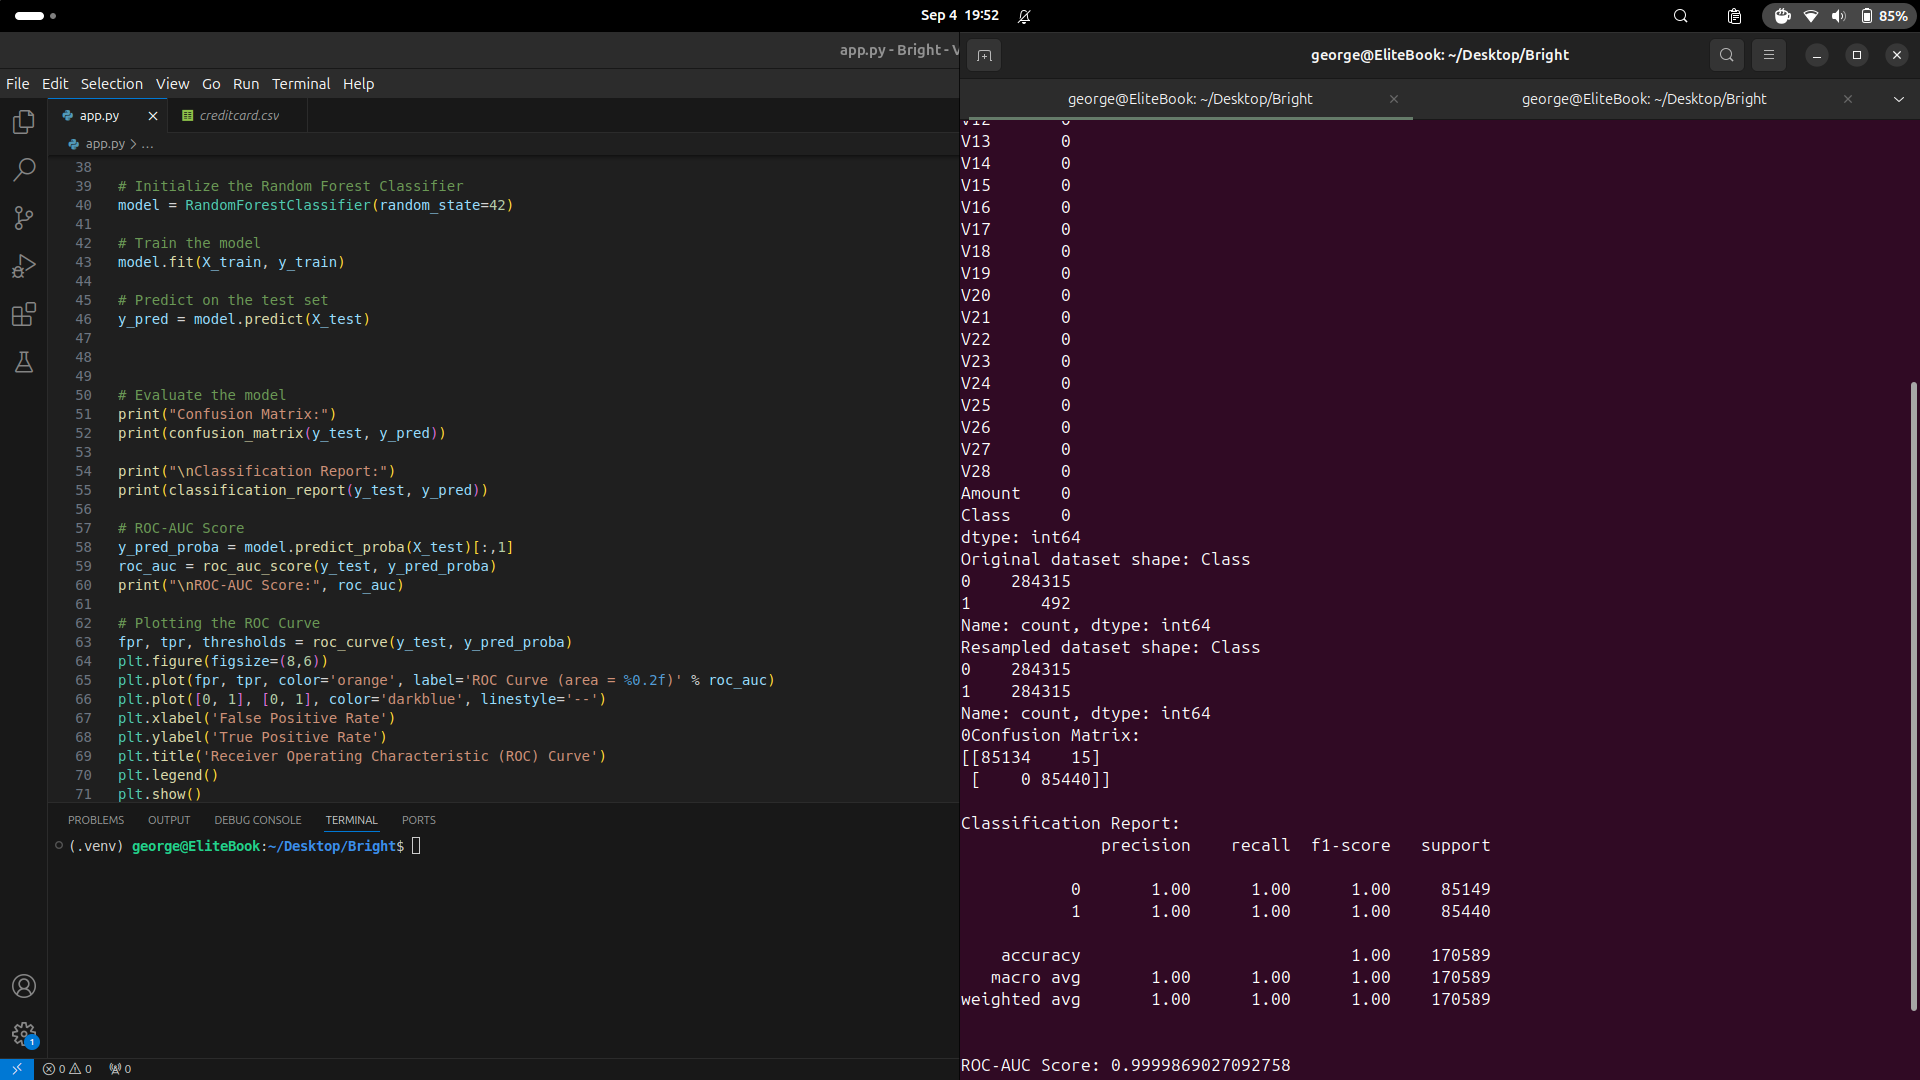 Sep 4 19:52
85%
app.py - Bright - V
File Edit Selection View Go Run Terminal Help
app.py
creditcard.csv
app.py > ...
38
39 # Initialize the Random Forest Classifier
40 model = RandomForestClassifier(random_state=42)
41
42 # Train the model
43 model.fit(X_train, y_train)
44
45 # Predict on the test set
46 y_pred = model.predict(X_test)
47
48
49
50 # Evaluate the model
51 print("Confusion Matrix:")
52 print(confusion_matrix(y_test, y_pred))
53
54 print("\nClassification Report:")
55 print(classification_report(y_test, y_pred))
56
57 # ROC-AUC Score
58 y_pred_proba = model.predict_proba(X_test)[:,1]
59 roc_auc = roc_auc_score(y_test, y_pred_proba)
60 print("\nROC-AUC Score:", roc_auc)
61
62 # Plotting the ROC Curve
63 fpr, tpr, thresholds = roc_curve(y_test, y_pred_proba)
64 plt.figure(figsize=(8,6))
65 plt.plot(fpr, tpr, color='orange', label='ROC Curve (area = %0.2f)' % roc_auc)
66 plt.plot([0, 1], [0, 1], color='darkblue', linestyle='--')
67 plt.xlabel('False Positive Rate')
68 plt.ylabel('True Positive Rate')
69 plt.title('Receiver Operating Characteristic (ROC) Curve')
70 plt.legend()
71 plt.show()
PROBLEMS OUTPUT DEBUG CONSOLE TERMINAL PORTS
(.venv) george@EliteBook:~/Desktop/Bright$
1
0 0 0
george@EliteBook: ~/Desktop/Bright
george@EliteBook: ~/Desktop/Bright
george@EliteBook: ~/Desktop/Bright
V12 0
V13 0
V14 0
V15 0
V16 0
V17 0
V18 0
V19 0
V20 0
V21 0
V22 0
V23 0
V24 0
V25 0
V26 0
V27 0
V28 0
Amount 0
Class 0
dtype: int64
Original dataset shape: Class
0 284315
1 492
Name: count, dtype: int64
Resampled dataset shape: Class
0 284315
1 284315
Name: count, dtype: int64
0Confusion Matrix:
[[85134 15]
[ 0 85440]]
Classification Report:
precision recall f1-score support
0 1.00 1.00 1.00 85149
1 1.00 1.00 1.00 85440
accuracy 1.00 170589
macro avg 1.00 1.00 1.00 170589
weighted avg 1.00 1.00 1.00 170589
ROC-AUC Score: 0.9999869027092758